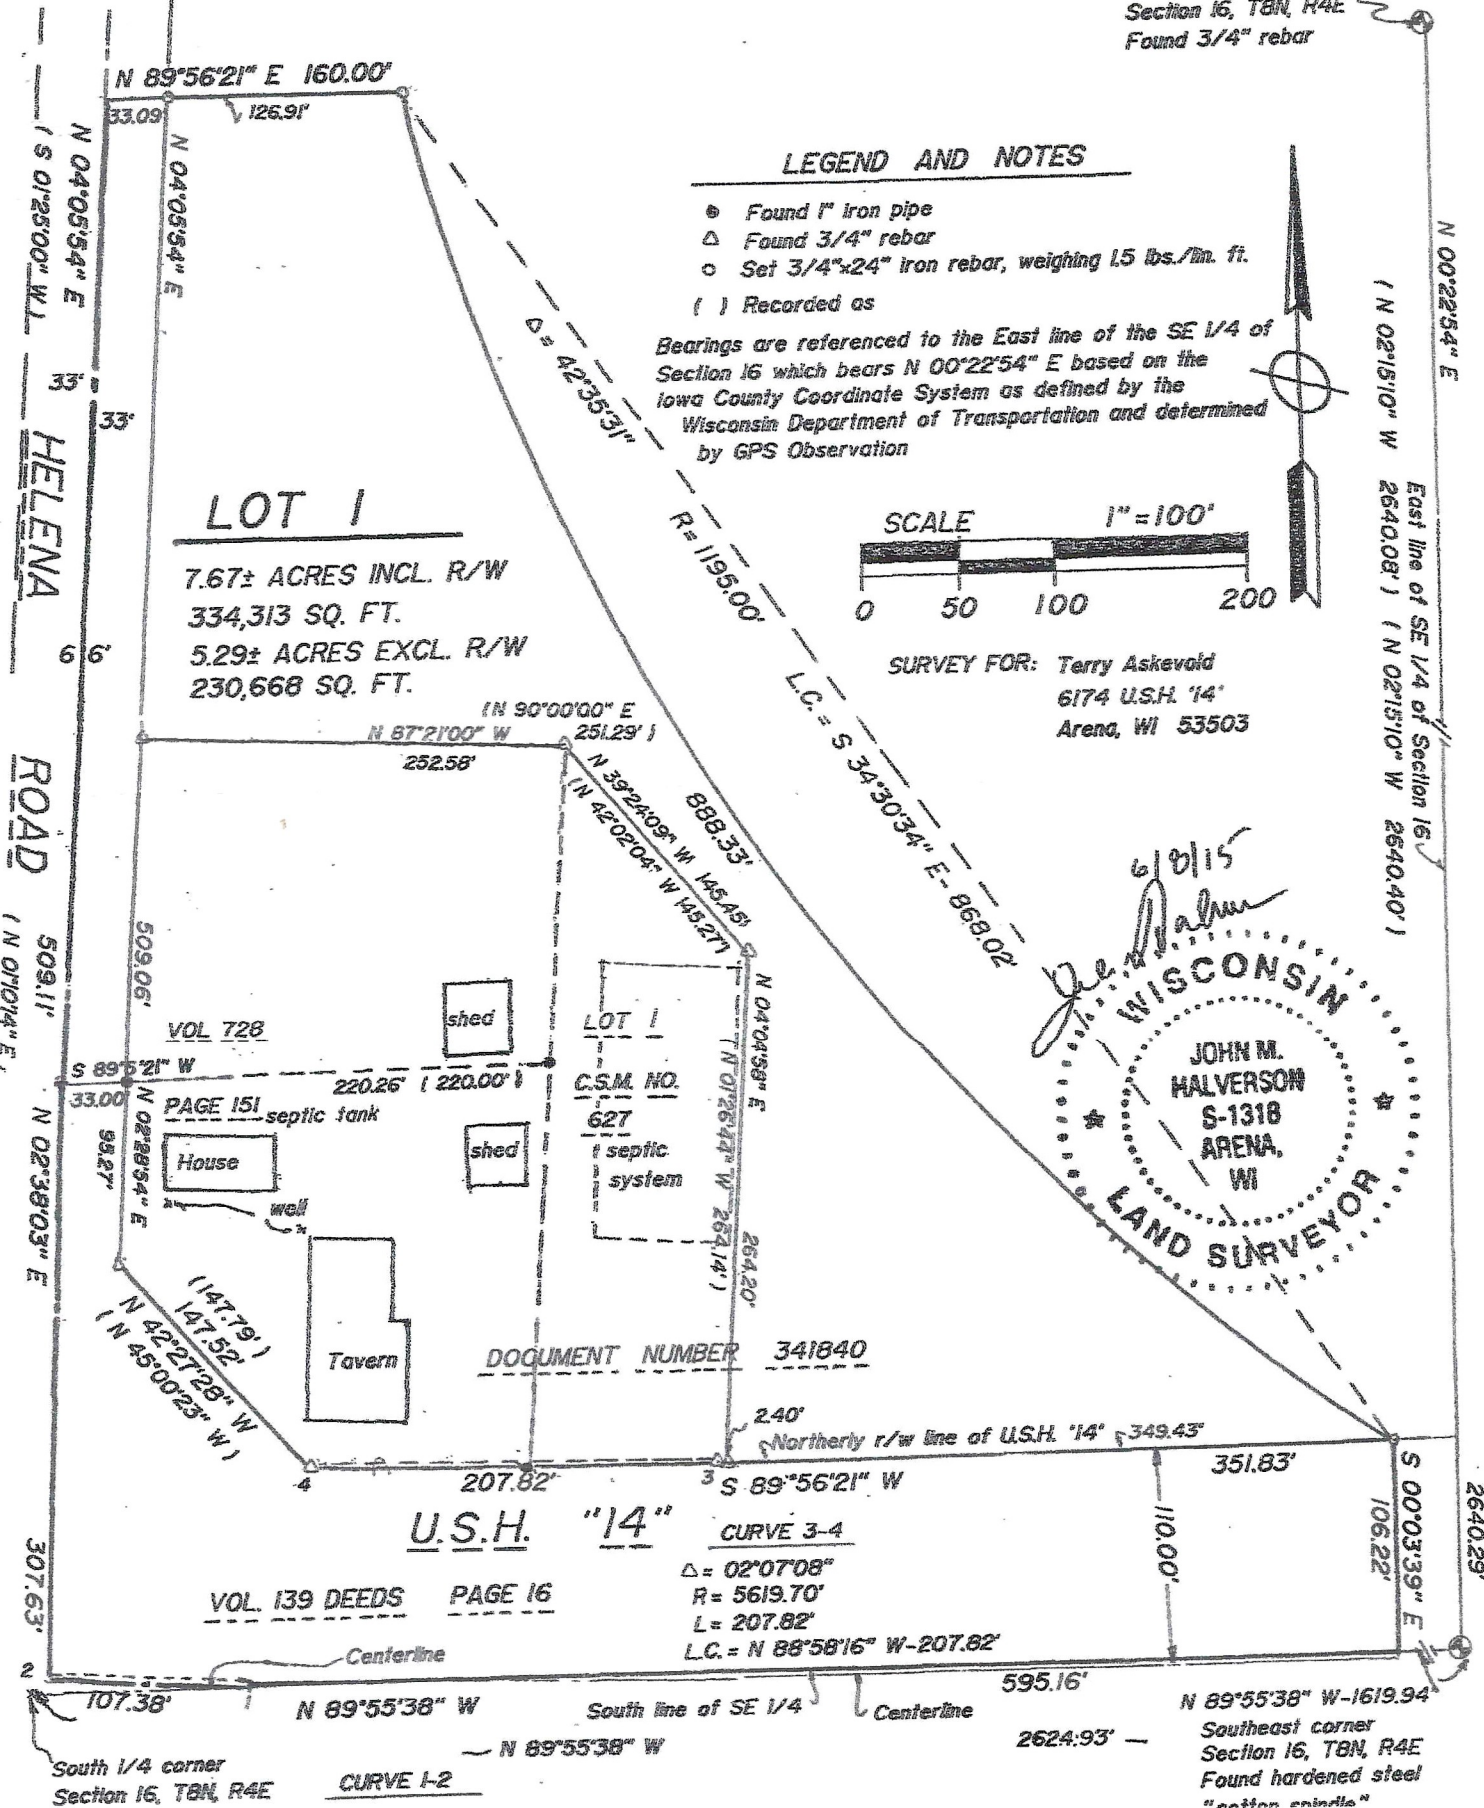 Section 16, T8N, R4E
Found 3/4" rebar
N 89°56'21" E 160.00'
33.09
126.91'
N 04°05'54" E
( S 01°25'00" W )
N 04°05'54" E
LEGEND AND NOTES
Found 1" iron pipe
Found 3/4" rebar
Set 3/4"x24" iron rebar, weighing 1.5 lbs./lin. ft.
( ) Recorded as
Bearings are referenced to the East line of the SE 1/4 of
Section 16 which bears N 00°22'54" E based on the
Iowa County Coordinate System as defined by the
Wisconsin Department of Transportation and determined
by GPS Observation
N 00°22'54" E
( N 02°15'10" W 2640.08' ) ( N 02°15'10" W 2640.40' )
East line of SE 1/4 of Section 16
Δ= 42°35'31"
R= 1195.00'
L.C. = S 34°30'34" E- 868.02'
888.33'
33'
33'
HELENA
ROAD
66'
LOT 1
7.67± ACRES INCL. R/W
334,313 SQ. FT.
5.29± ACRES EXCL. R/W
230,668 SQ. FT.
SCALE 1"=100'
0 50 100 200
SURVEY FOR: Terry Askevold
6174 U.S.H. '14'
Arena, WI 53503
(N 90°00'00" E
251.29' )
N 87°21'00" W
252.58'
N 39°24'09" W 145.45'
(N 42°02'04" W 145.27')
6/8/15
WISCONSIN
JOHN M.
HALVERSON
S-1318
ARENA,
WI
LAND SURVEYOR
509.11'
( N 01°10'14" E,
509.06'
VOL 728
shed
LOT 1
S 89°5'21" W
220.26' ( 220.00' )
C.S.M. NO.
627
33.00
PAGE 151
septic tank
House
shed
septic
system
well
Tavern
N 04°04'58" E
( N 01°26'44" W 264.14' )
264.20'
N 02°38'03" E
95.27'
N 02°28'54" E
(147.79')
147.52'
N 42°27'28" W
( N 45°00'23" W )
DOCUMENT NUMBER 341840
2.40'
Northerly r/w line of U.S.H. '14'
349.43'
351.83'
4
207.82'
3
S 89°56'21" W
U.S.H. "14"
CURVE 3-4
Δ= 02°07'08"
R= 5619.70'
L= 207.82'
L.C.= N 88°58'16" W-207.82'
110.00'
106.22'
S 00°03'39" E
2640.29'
307.63'
VOL. 139 DEEDS PAGE 16
Centerline
2
107.38'
N 89°55'38" W
South line of SE 1/4
Centerline
595.16'
N 89°55'38" W-1619.94'
N 89°55'38" W
2624.93'
South 1/4 corner
Section 16, T8N, R4E
CURVE 1-2
Southeast corner
Section 16, T8N, R4E
Found hardened steel
"cotton spindle"